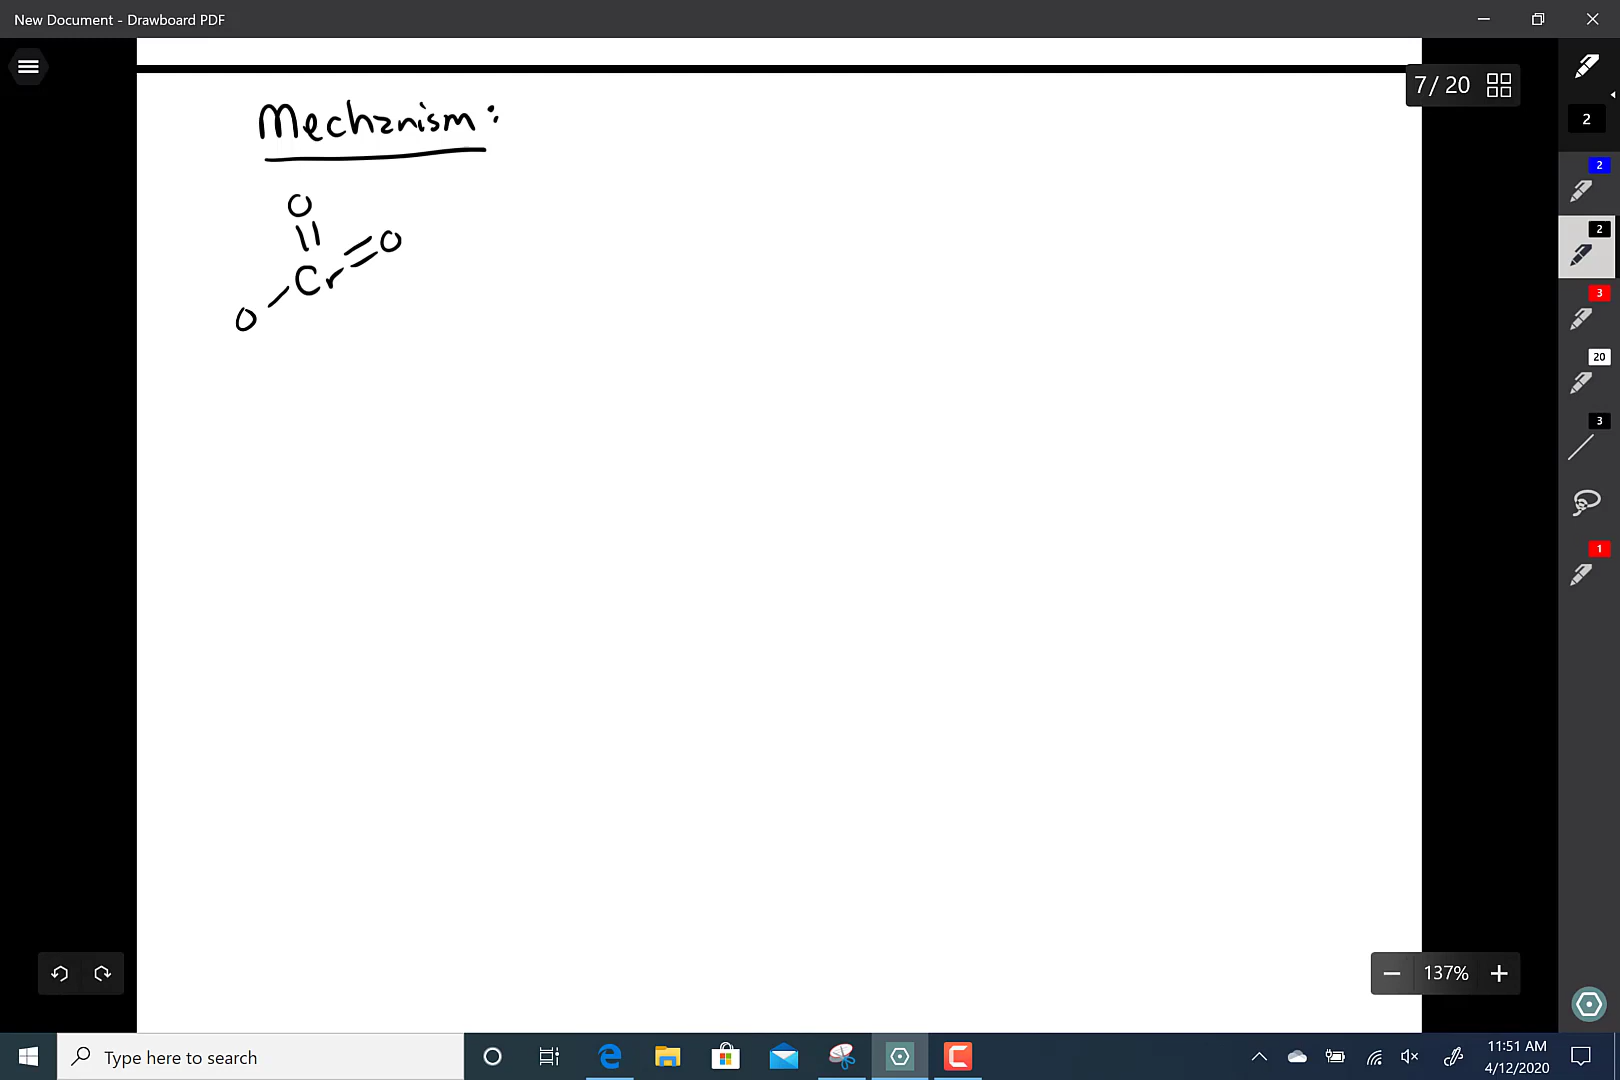 New Document - Drawboard PDF
7 / 20
2
2
2
3
20
3
1
Mechanism:
O
Cr
O
O
137%
Type here to search
11:51 AM
4/12/2020